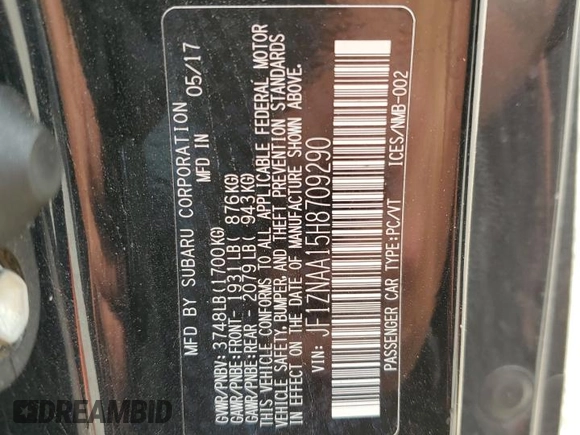 MFD BY SUBARU CORPORATION
MFD IN 05/17
GVWR/PNBV: 3748LB(1700KG)
GAWR/PNBE:FRONT- 1931LB( 876KG)
GAWR/PNBE:REAR - 2079LB( 943KG)
THIS VEHICLE CONFORMS TO ALL APPLICABLE FEDERAL MOTOR
VEHICLE SAFETY, BUMPER AND THEFT PREVENTION STANDARDS
IN EFFECT ON THE DATE OF MANUFACTURE SHOWN ABOVE.
VIN: JF1ZNAA15H8709290
PASSENGER CAR TYPE:PC/VT ICES/NMB-002
DREAMBID